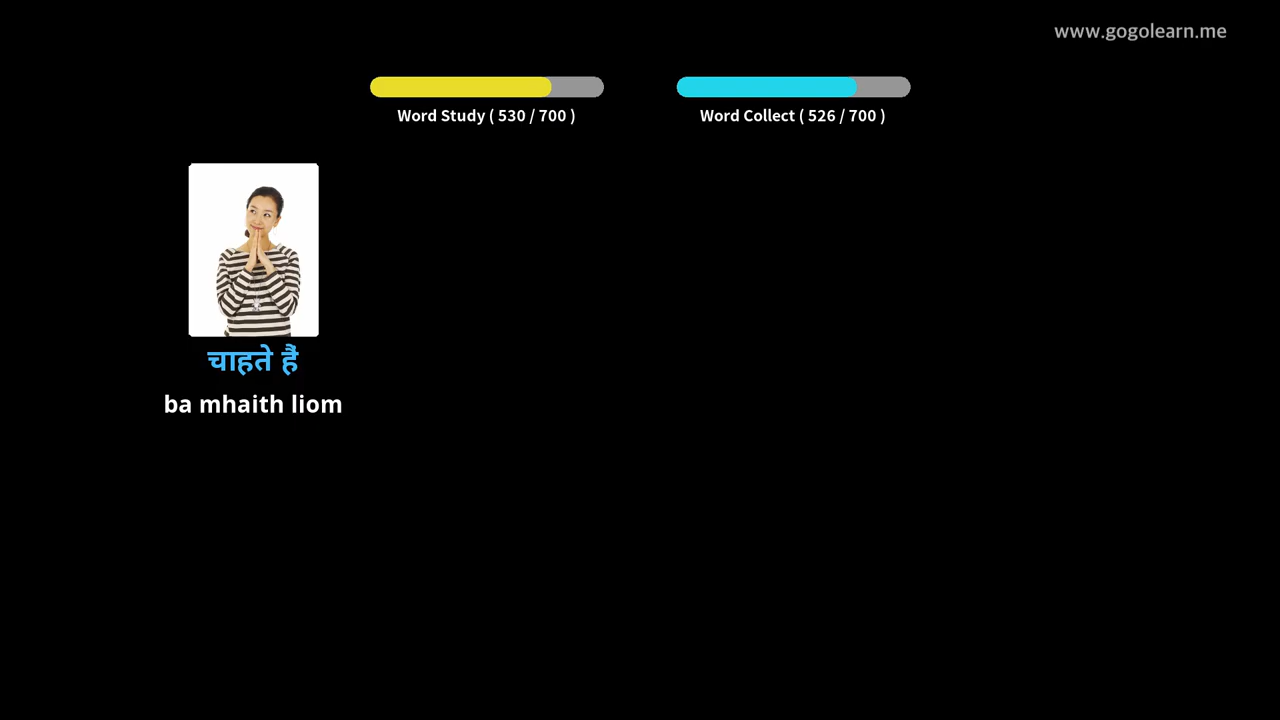 www.gogolearn.me
Word Study ( 530 / 700 )
Word Collect ( 526 / 700 )
चाहते हैं
ba mhaith liom